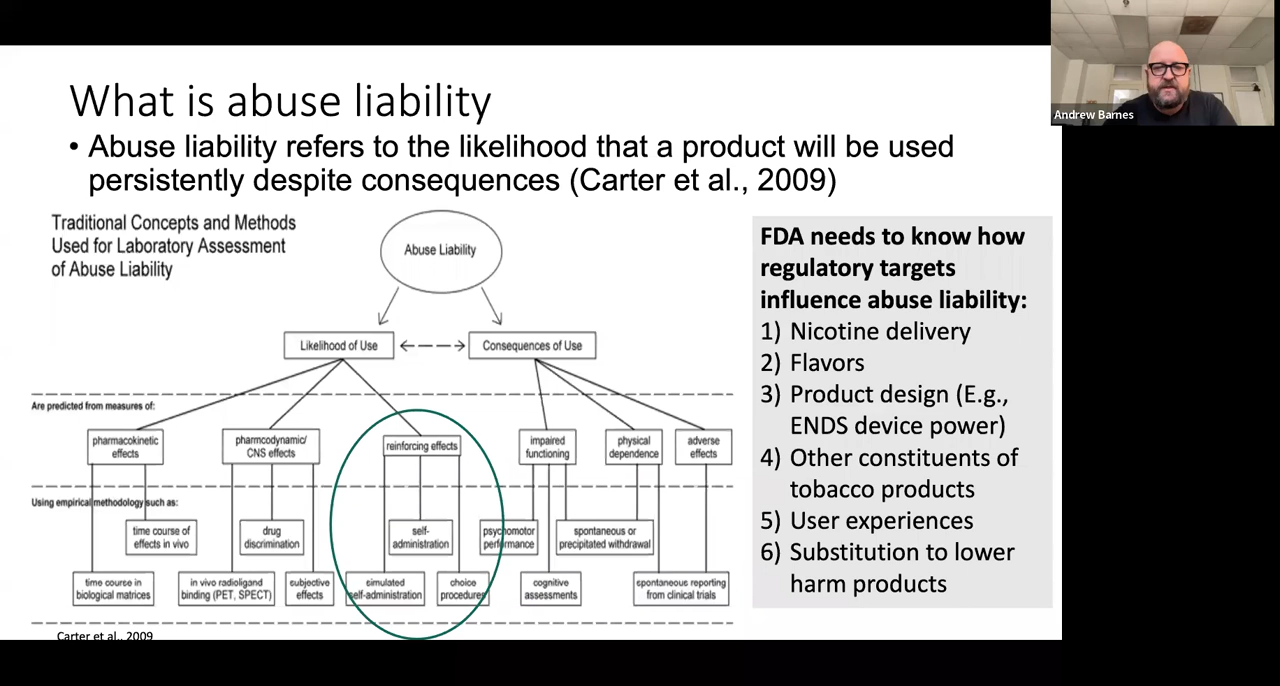 What is abuse liability
• Abuse liability refers to the likelihood that a product will be used
persistently despite consequences (Carter et al., 2009)
Traditional Concepts and Methods
Used for Laboratory Assessment
of Abuse Liability
Abuse Liability
Likelihood of Use
Consequences of Use
Are predicted from measures of:
pharmacokinetic
effects
pharmcodynamic/
CNS effects
reinforcing effects
impaired
functioning
physical
dependence
adverse
effects
Using empirical methodology such as:
time course of
effects in vivo
drug
discrimination
self-
administration
psychomotor
performance
spontaneous or
precipitated withdrawal
time course in
biological matrices
in vivo radioligand
binding (PET, SPECT)
subjective
effects
simulated
self-administration
choice
procedures
cognitive
assessments
spontaneous reporting
from clinical trials
Carter et al., 2009
FDA needs to know how
regulatory targets
influence abuse liability:
1) Nicotine delivery
2) Flavors
3) Product design (E.g.,
ENDS device power)
4) Other constituents of
tobacco products
5) User experiences
6) Substitution to lower
harm products
Andrew Barnes